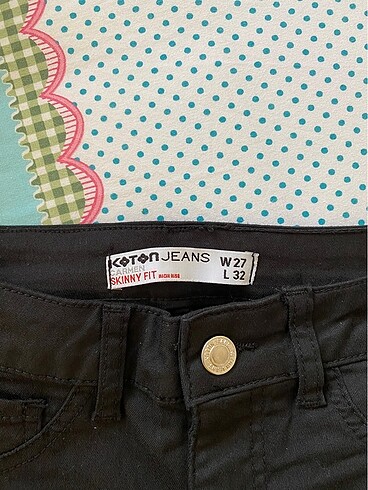 KOTON JEANS W 27
CARMEN L 32
SKINNY FIT HIGH RISE